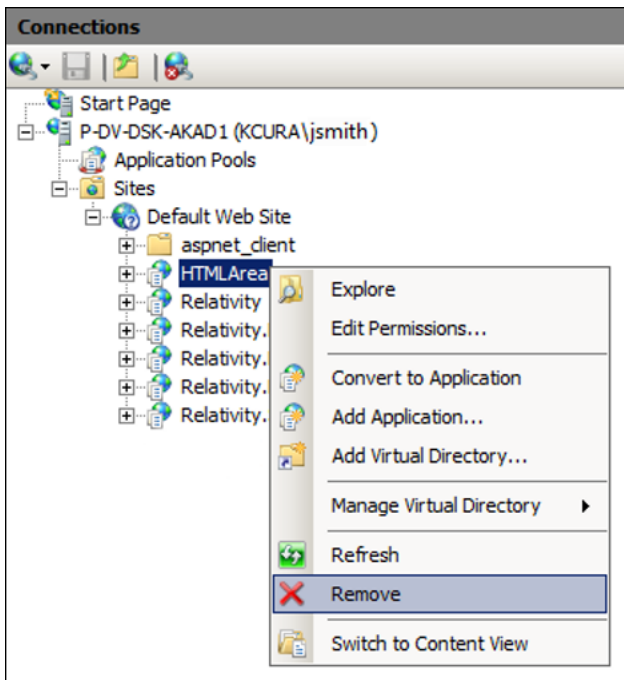 Connections
Start Page
P-DV-DSK-AKAD1 (KCURA\jsmith)
Application Pools
Sites
Default Web Site
aspnet_client
HTMLArea
Relativity
Relativity.
Relativity.
Relativity.
Relativity.
Explore
Edit Permissions...
Convert to Application
Add Application...
Add Virtual Directory...
Manage Virtual Directory
Refresh
Remove
Switch to Content View